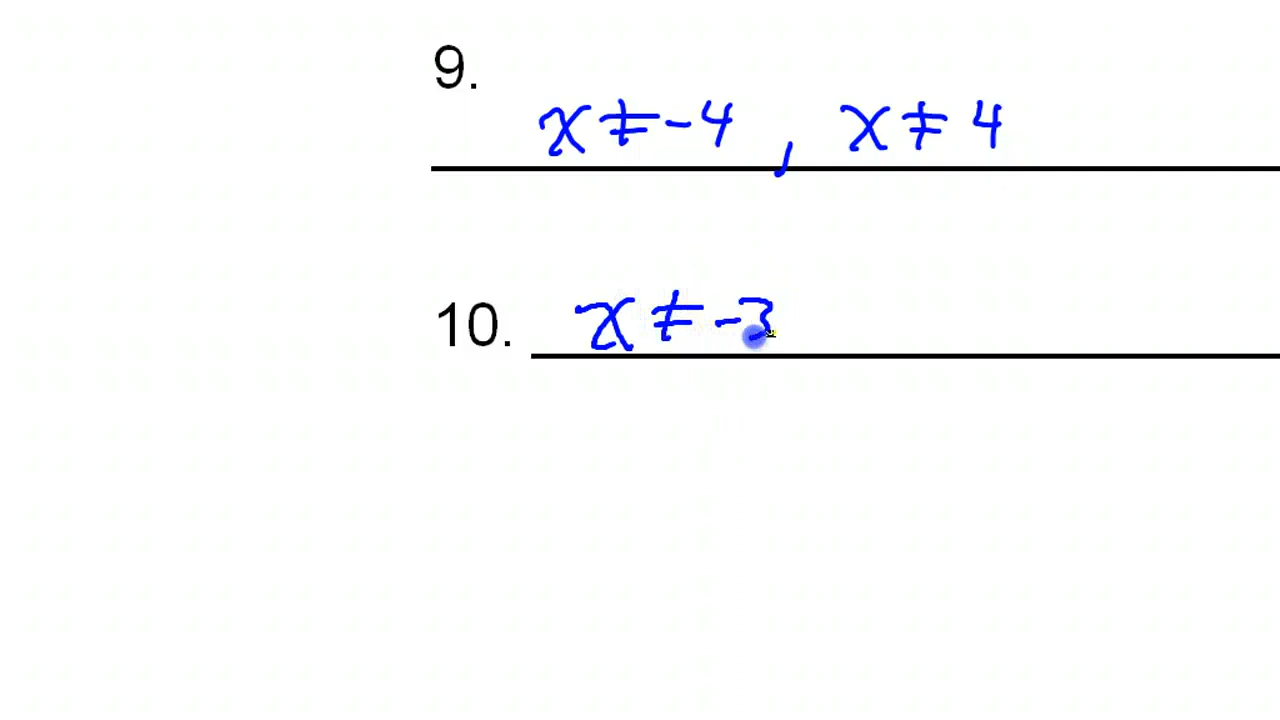 9.
x ≠ -4, x ≠ 4
10. x ≠ -3